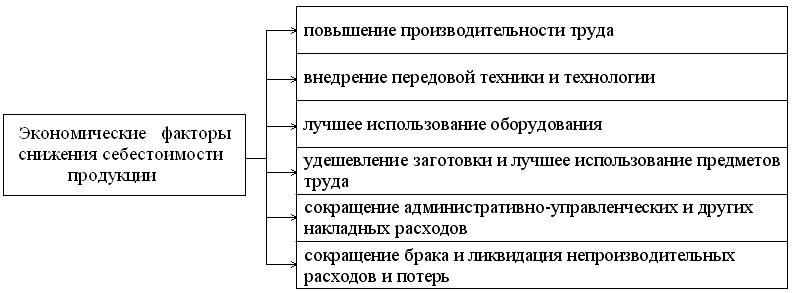 Экономические факторы
снижения себестоимости
продукции
повышение производительности труда
внедрение передовой техники и технологии
лучшее использование оборудования
удешевление заготовки и лучшее использование предметов
труда
сокращение административно-управленческих и других
накладных расходов
сокращение брака и ликвидация непроизводительных
расходов и потерь